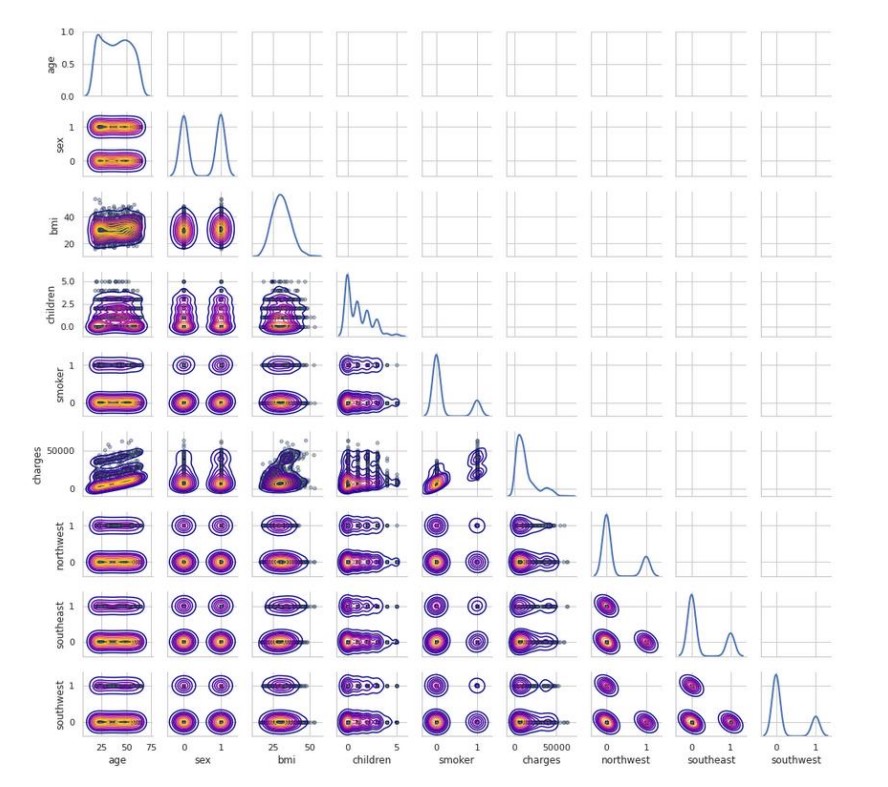 1.0
0.5
0.0
age
1
0
sex
40
20
bmi
5.0
2.5
0.0
children
1
0
smoker
50000
0
charges
1
0
northwest
1
0
southeast
1
0
southwest
25 50 75 0 1 25 50 0 5 0 1 0 50000 0 1 0 1 0 1
age sex bmi children smoker charges northwest southeast southwest